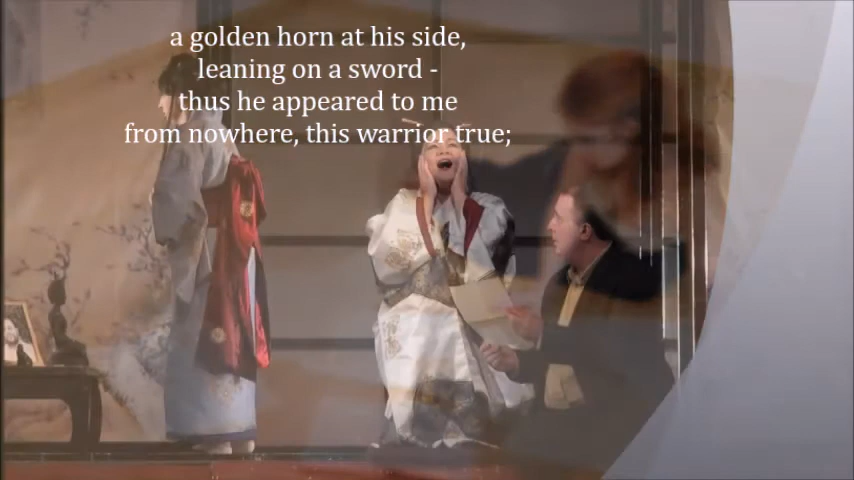 a golden horn at his side,
leaning on a sword -
thus he appeared to me
from nowhere, this warrior true;